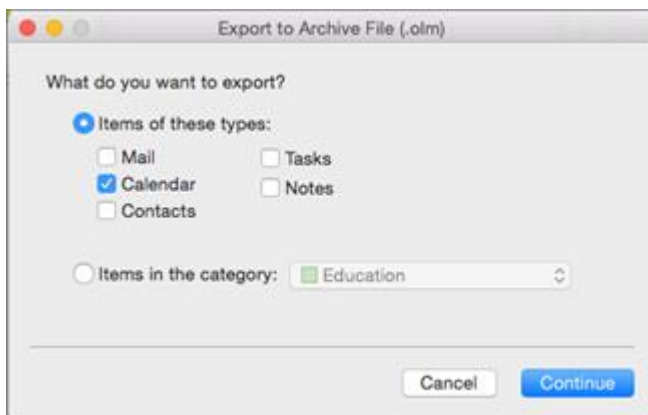 Export to Archive File (.olm)
What do you want to export?
Items of these types:
Mail
Tasks
Calendar
Notes
Contacts
Items in the category:
Education
Cancel
Continue